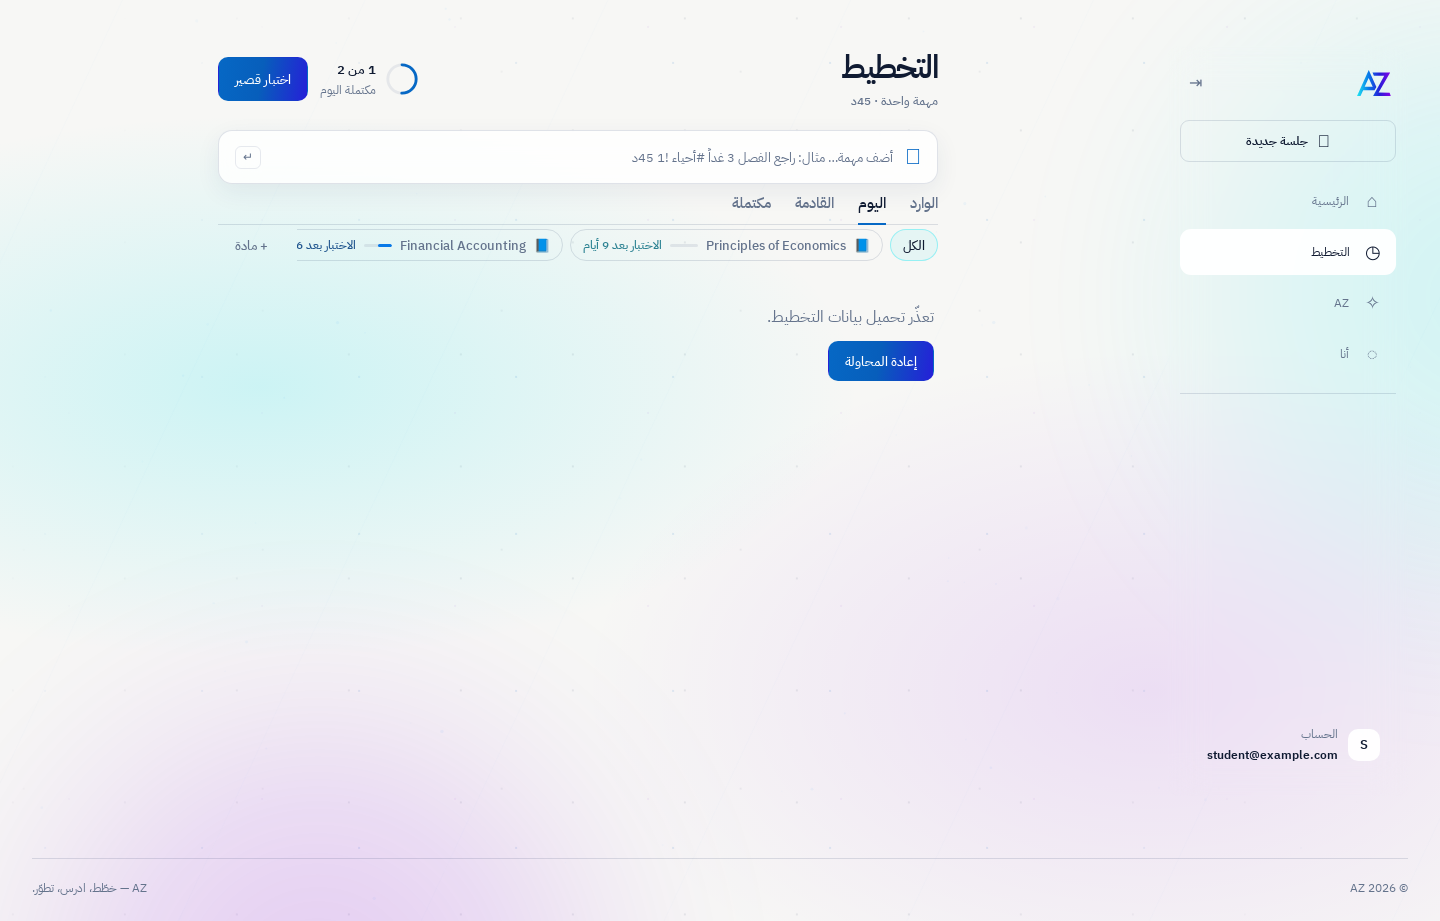 AZ
جلسة جديدة
الرئيسية
التخطيط
AZ
أنا
الحساب
S
student@example.com
التخطيط
مهمة واحدة · 45د
1 من 2
مكتملة اليوم
اختبار قصير
أضف مهمة... مثال: راجع الفصل 3 غداً #أحياء !1 45د
الوارد
اليوم
القادمة
مكتملة
الكل
Principles of Economics
الاختبار بعد 9 أيام
Financial Accounting
الاختبار بعد 6
+ مادة
تعذّر تحميل بيانات التخطيط.
إعادة المحاولة
© 2026 AZ
AZ — خطّط، ادرس، تطوّر.